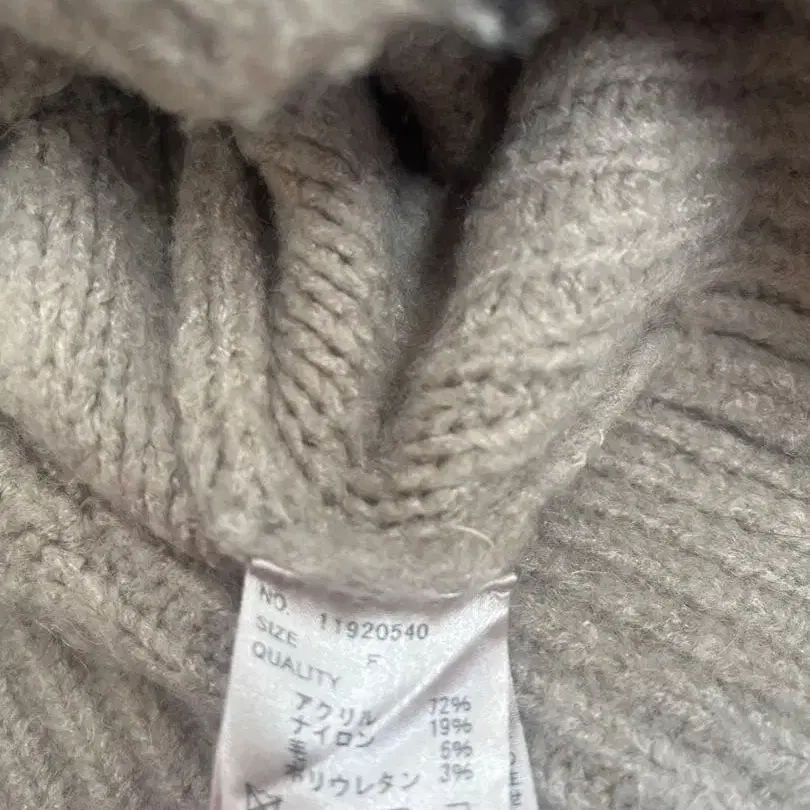 NO. 11920540
SIZE F
QUALITY
アクリル 72%
ナイロン 19%
毛 6%
ポリウレタン 3%